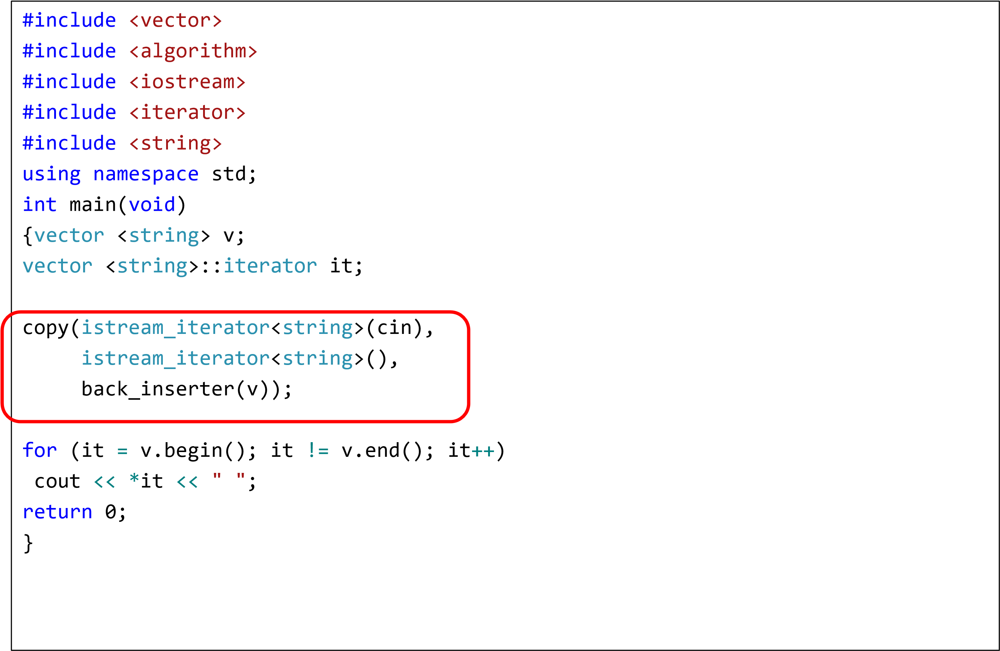 #include <vector>
#include <algorithm>
#include <iostream>
#include <iterator>
#include <string>
using namespace std;
int main(void)
{vector <string> v;
vector <string>::iterator it;
copy(istream_iterator<string>(cin),
     istream_iterator<string>(),
     back_inserter(v));
for (it = v.begin(); it != v.end(); it++)
 cout << *it << " ";
return 0;
}